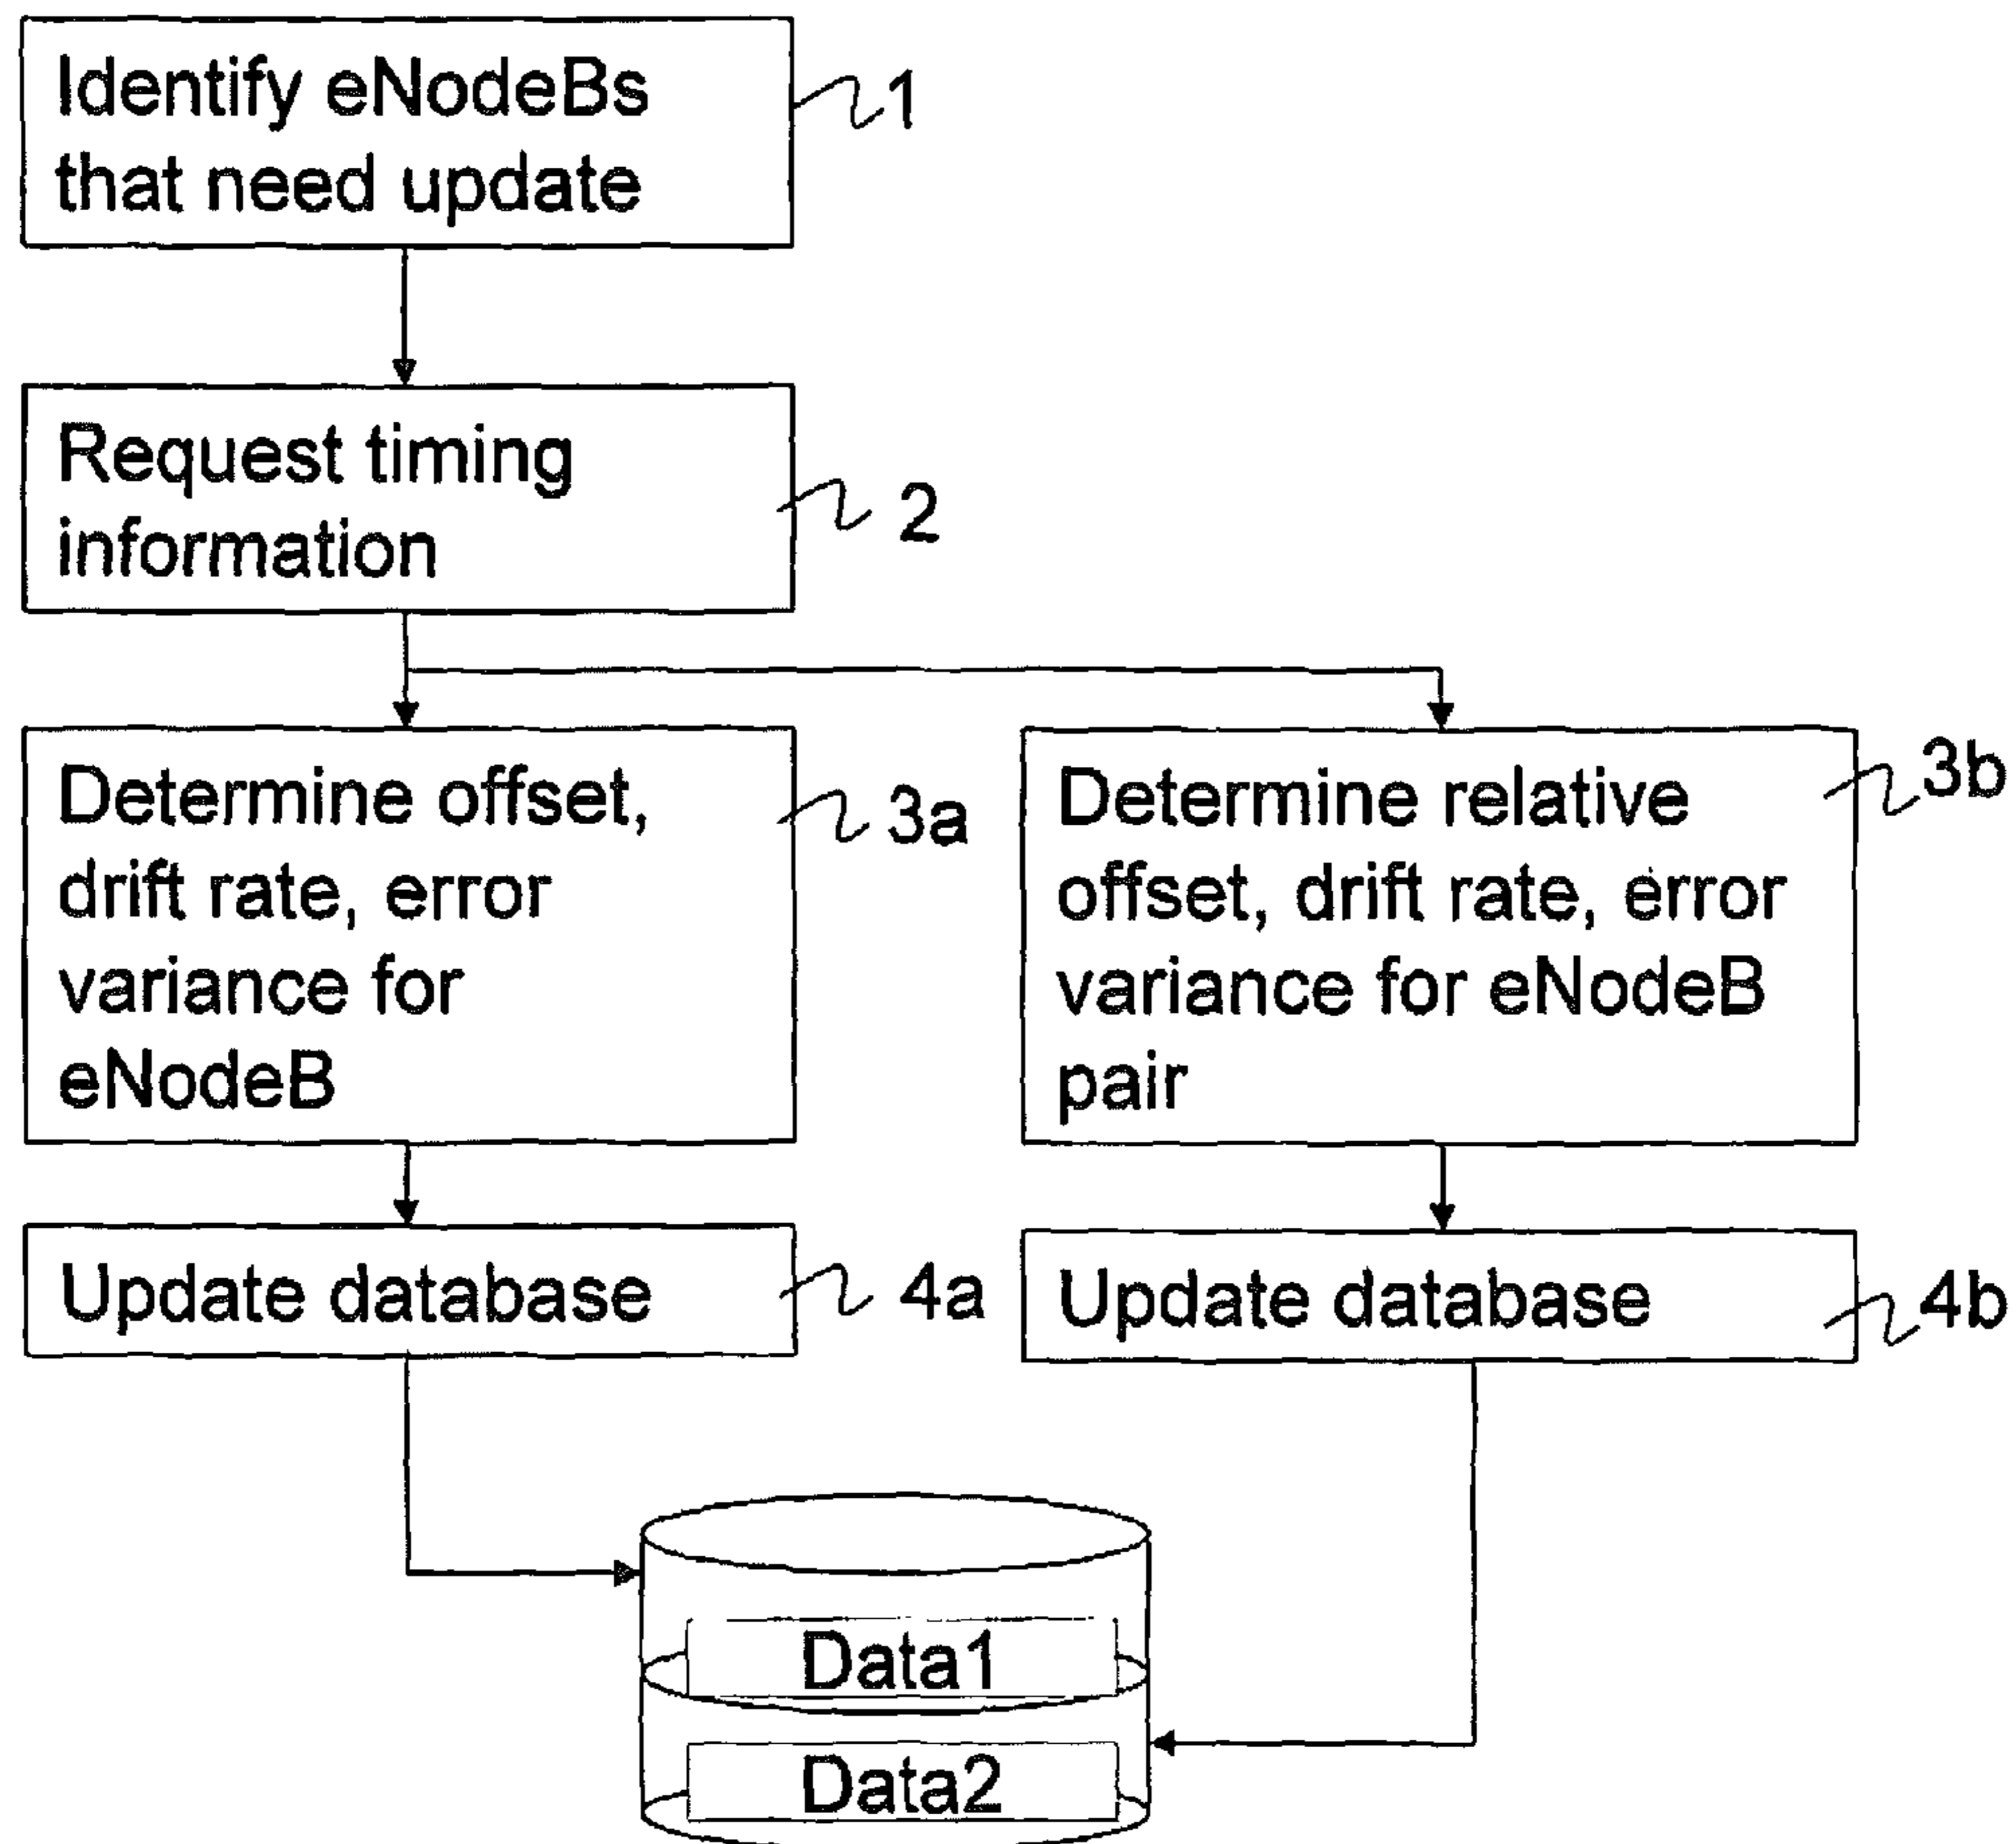 Identify eNodeBs
that need update
1
Request timing
information
2
Determine offset,
drift rate, error
variance for
eNodeB
3a
Determine relative
offset, drift rate, error
variance for eNodeB
pair
3b
Update database
4a
Update database
4b
Data1
Data2